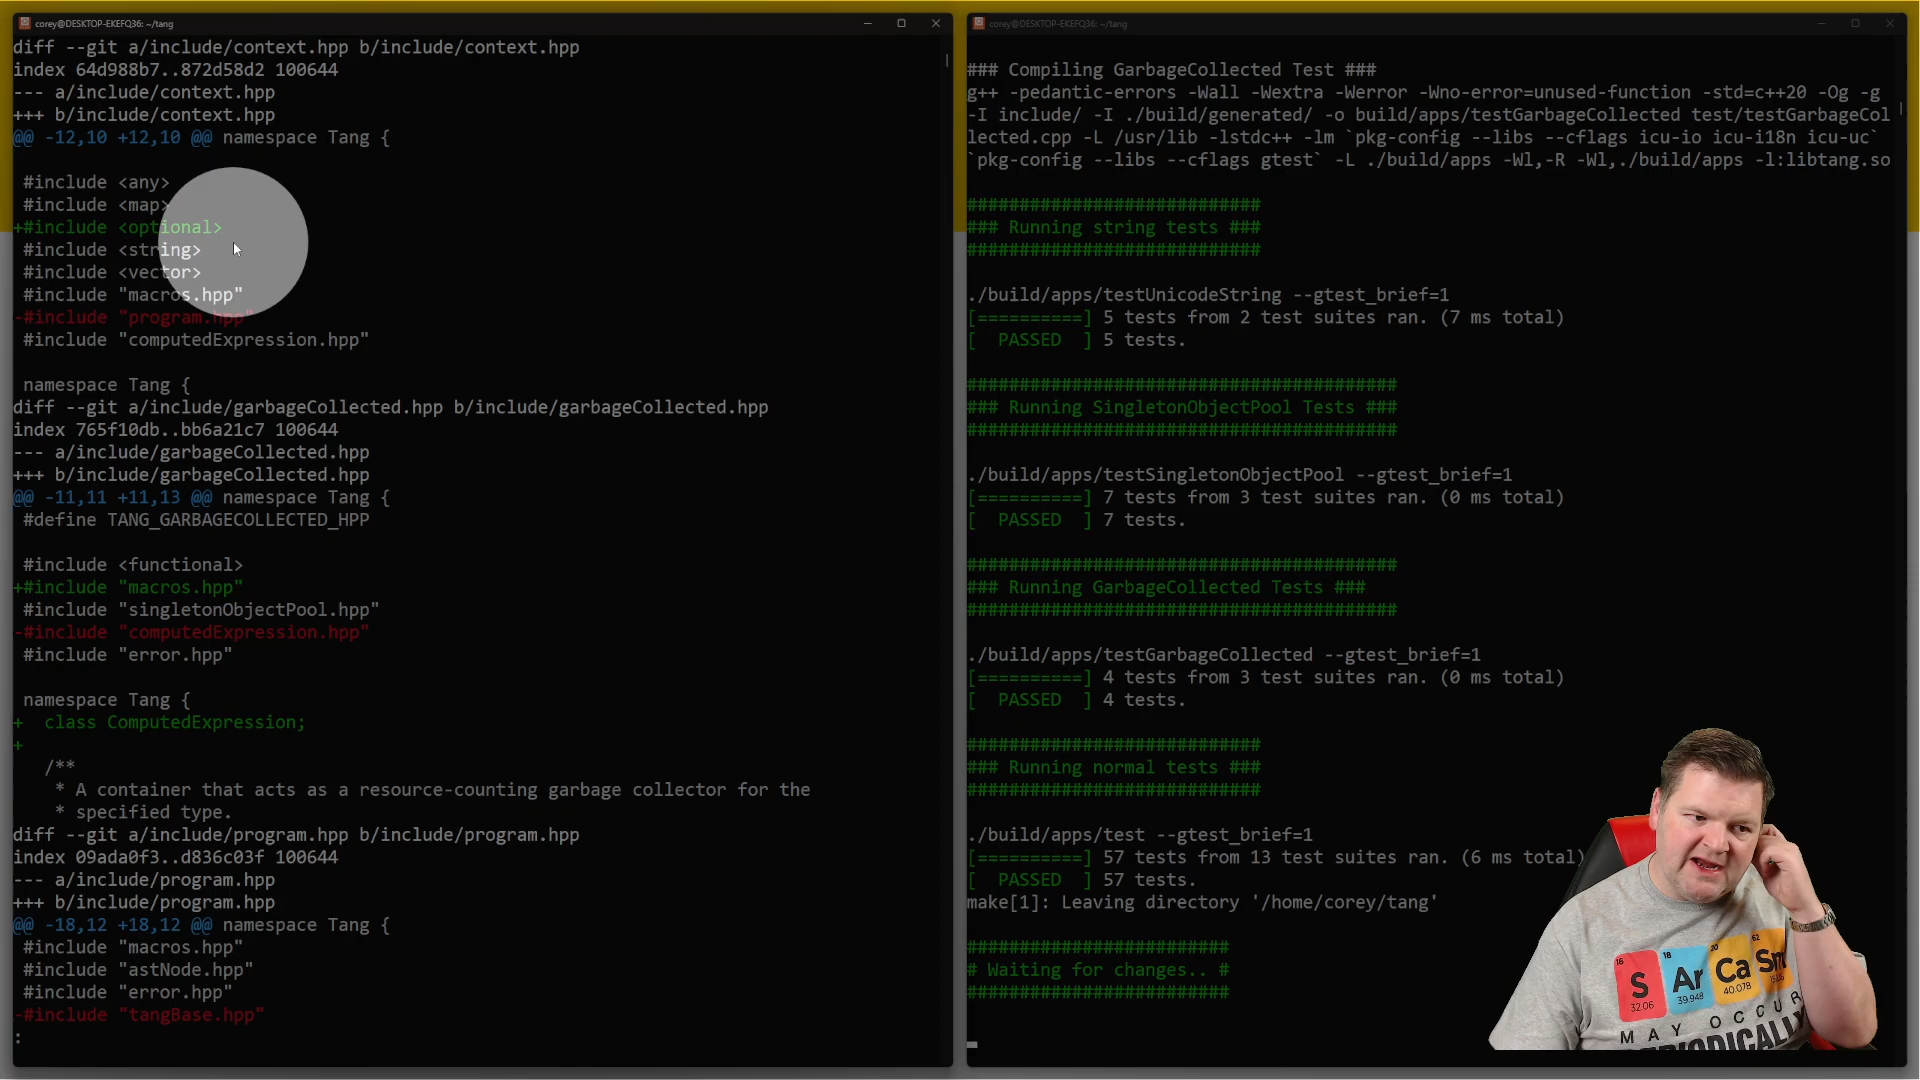 corey@DESKTOP-EKEFQ36: ~/tang
diff --git a/include/context.hpp b/include/context.hpp
index 64d988b7..872d58d2 100644
--- a/include/context.hpp
+++ b/include/context.hpp
@@ -12,10 +12,10 @@ namespace Tang {
#include <any>
#include <map>
+#include <optional>
#include <string>
#include <vector>
#include "macros.hpp"
-#include "program.hpp"
#include "computedExpression.hpp"
namespace Tang {
diff --git a/include/garbageCollected.hpp b/include/garbageCollected.hpp
index 765f10db..bb6a21c7 100644
--- a/include/garbageCollected.hpp
+++ b/include/garbageCollected.hpp
@@ -11,11 +11,13 @@ namespace Tang {
#define TANG_GARBAGECOLLECTED_HPP
#include <functional>
+#include "macros.hpp"
#include "singletonObjectPool.hpp"
-#include "computedExpression.hpp"
#include "error.hpp"
namespace Tang {
+  class ComputedExpression;
+
/**
* A container that acts as a resource-counting garbage collector for the
* specified type.
diff --git a/include/program.hpp b/include/program.hpp
index 09ada0f3..d836c03f 100644
--- a/include/program.hpp
+++ b/include/program.hpp
@@ -18,12 +18,12 @@ namespace Tang {
#include "macros.hpp"
#include "astNode.hpp"
#include "error.hpp"
-#include "tangBase.hpp"
:
corey@DESKTOP-EKEFQ36: ~/tang
### Compiling GarbageCollected Test ###
g++ -pedantic-errors -Wall -Wextra -Werror -Wno-error=unused-function -std=c++20 -Og -g
-I include/ -I ./build/generated/ -o build/apps/testGarbageCollected test/testGarbageCol
lected.cpp -L /usr/lib -lstdc++ -lm `pkg-config --libs --cflags icu-io icu-i18n icu-uc`
`pkg-config --libs --cflags gtest` -L ./build/apps -Wl,-R -Wl,./build/apps -l:libtang.so
############################
### Running string tests ###
############################
./build/apps/testUnicodeString --gtest_brief=1
[==========] 5 tests from 2 test suites ran. (7 ms total)
[  PASSED  ] 5 tests.
#########################################
### Running SingletonObjectPool Tests ###
#########################################
./build/apps/testSingletonObjectPool --gtest_brief=1
[==========] 7 tests from 3 test suites ran. (0 ms total)
[  PASSED  ] 7 tests.
#########################################
### Running GarbageCollected Tests ###
#########################################
./build/apps/testGarbageCollected --gtest_brief=1
[==========] 4 tests from 3 test suites ran. (0 ms total)
[  PASSED  ] 4 tests.
############################
### Running normal tests ###
############################
./build/apps/test --gtest_brief=1
[==========] 57 tests from 13 test suites ran. (6 ms total)
[  PASSED  ] 57 tests.
make[1]: Leaving directory '/home/corey/tang'
#########################
# Waiting for changes.. #
#########################
16 18 20 62
S Ar Ca Sm
32.06 39.948 40.078
MAY OCCUR